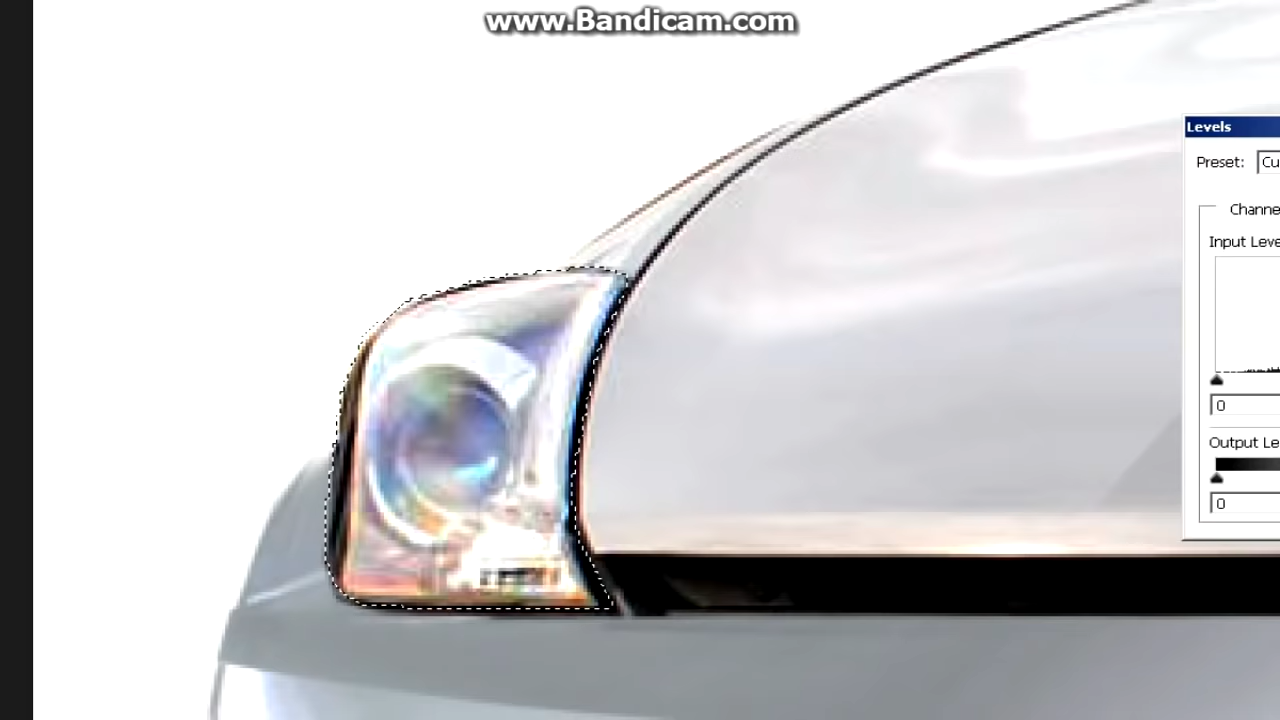 www.Bandicam.com
Levels
Preset: Cu
Channe
Input Leve
0
Output Le
0